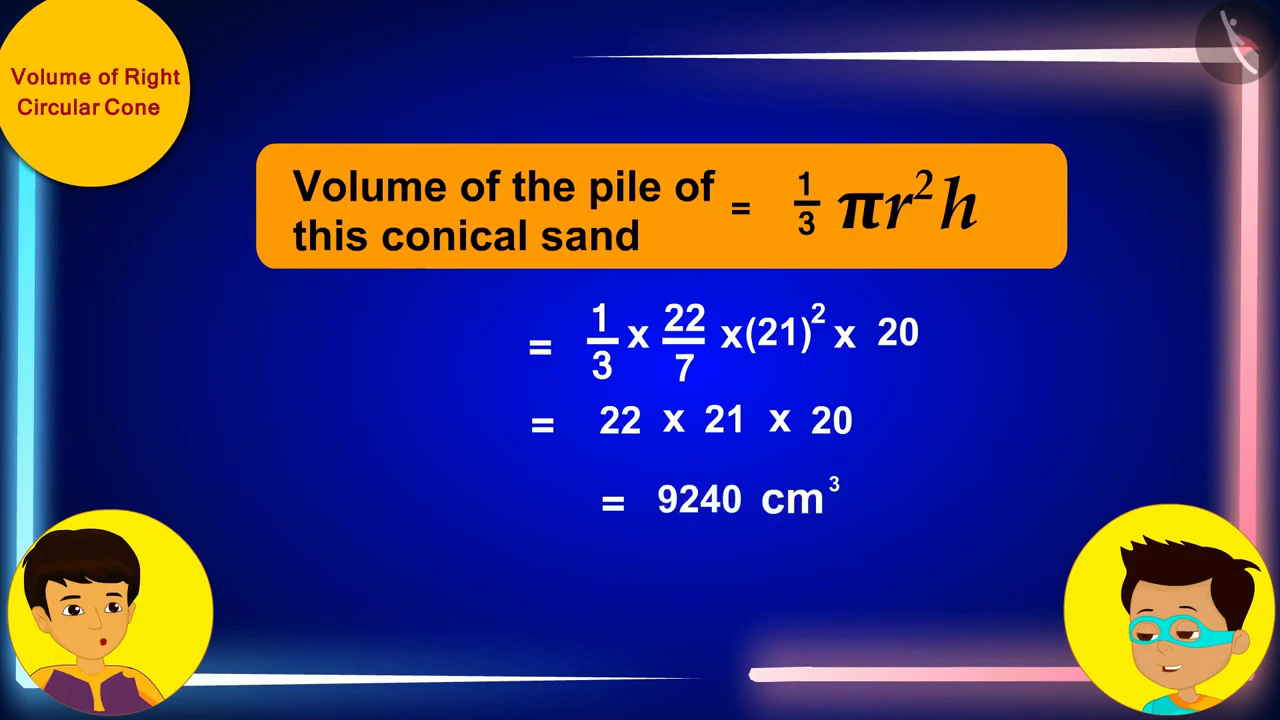 Volume of Right
Circular Cone
Volume of the pile of
this conical sand = 1/3 πr²h
= 1/3 x 22/7 x(21)² x 20
= 22 x 21 x 20
= 9240 cm³